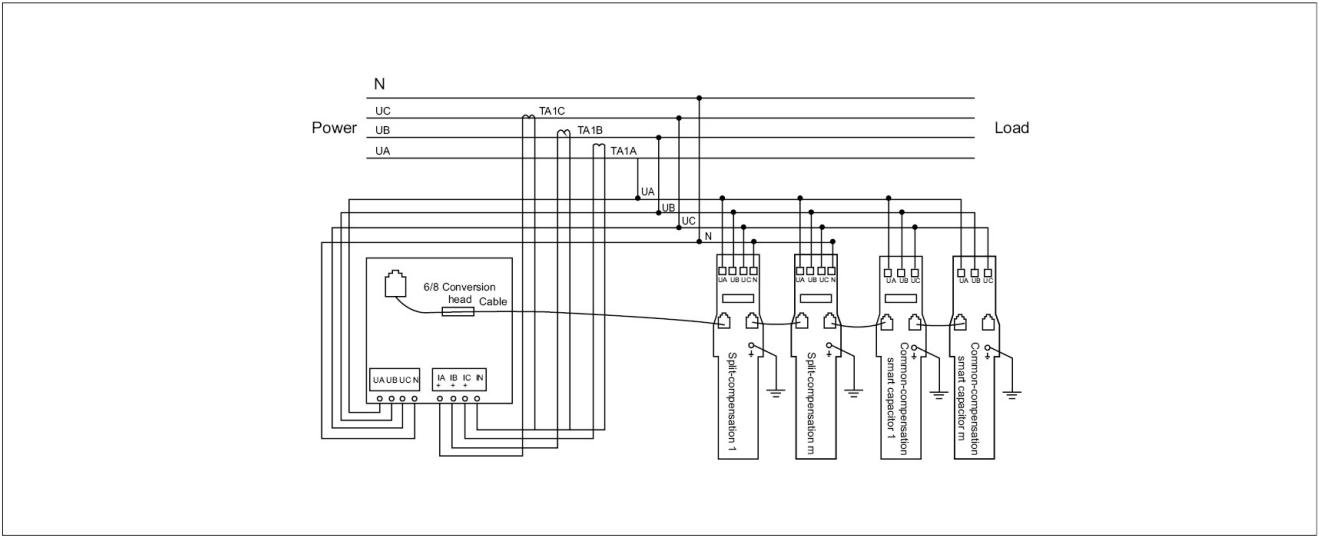 N
UC
TA1C
Power
UB
TA1B
Load
UA
TA1A
UA
UB
UC
N
6/8 Conversion
head
Cable
UA UB UC N
IA IB IC IN
+ + +
UA UB UC N
UA UB UC N
UA UB UC
UA UB UC
Split-compensation 1
Split-compensation m
Common-compensation
smart capacitor 1
Common-compensation
smart capacitor m